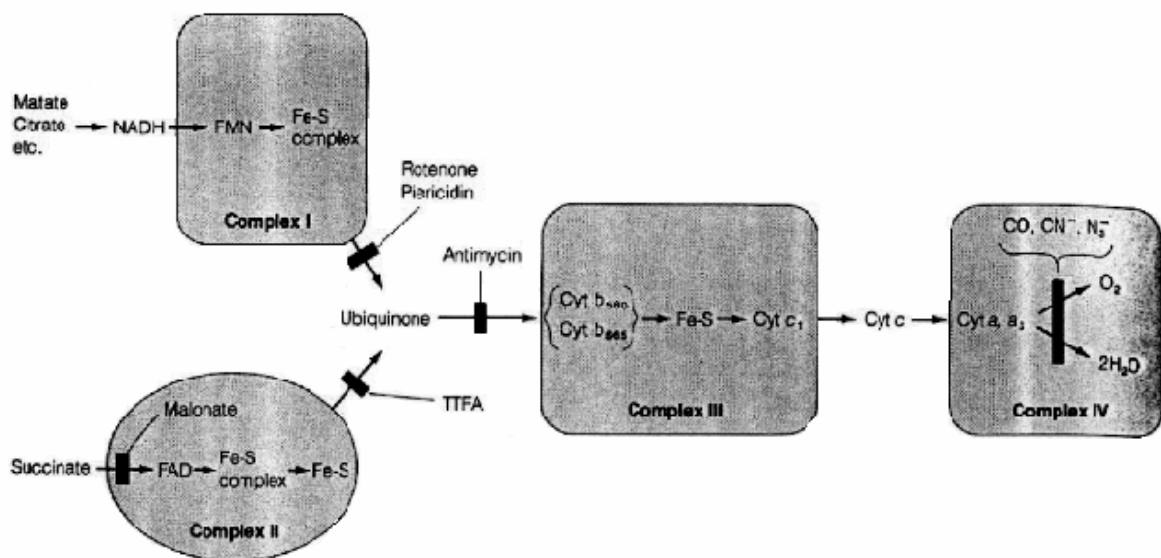 Matate
Citrate
etc.
NADH
FMN
Fe-S
complex
Complex I
Rotenone
Piericidin
Antimycin
Ubiquinone
Cyt b
Cyt b
Fe-S
Cyt c₁
Complex III
Cyt c
CO, CN⁻, N₃⁻
Cyt a, a₃
O₂
2H₂O
Complex IV
TTFA
Malonate
Succinate
FAD
Fe-S
complex
Fe-S
Complex II